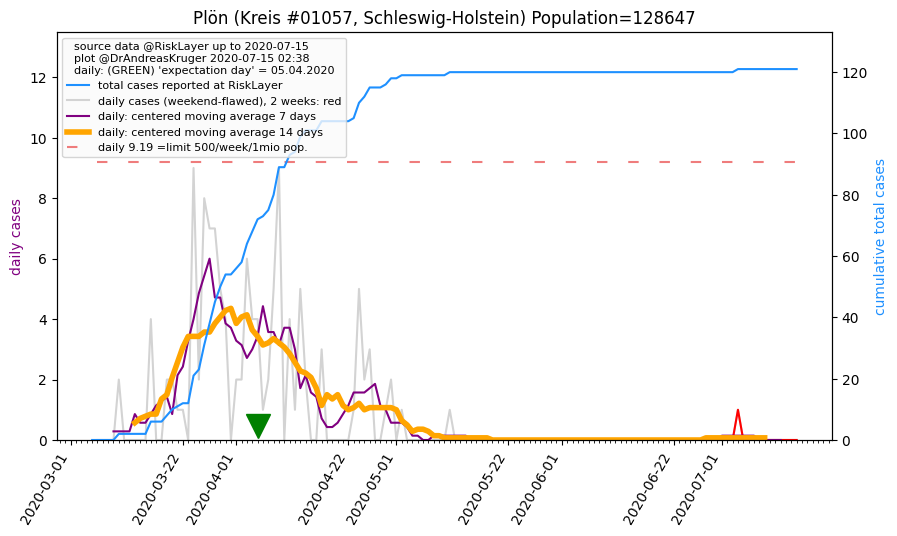 Plön (Kreis #01057, Schleswig-Holstein) Population=128647
source data @RiskLayer up to 2020-07-15
plot @DrAndreasKruger 2020-07-15 02:38
daily: (GREEN) 'expectation day' = 05.04.2020
total cases reported at RiskLayer
daily cases (weekend-flawed), 2 weeks: red
daily: centered moving average 7 days
daily: centered moving average 14 days
daily 9.19 =limit 500/week/1mio pop.
daily cases
12
10
8
6
4
2
0
120
100
80
60
40
20
0
cumulative total cases
2020-03-01
2020-03-22
2020-04-01
2020-04-22
2020-05-01
2020-05-22
2020-06-01
2020-06-22
2020-07-01